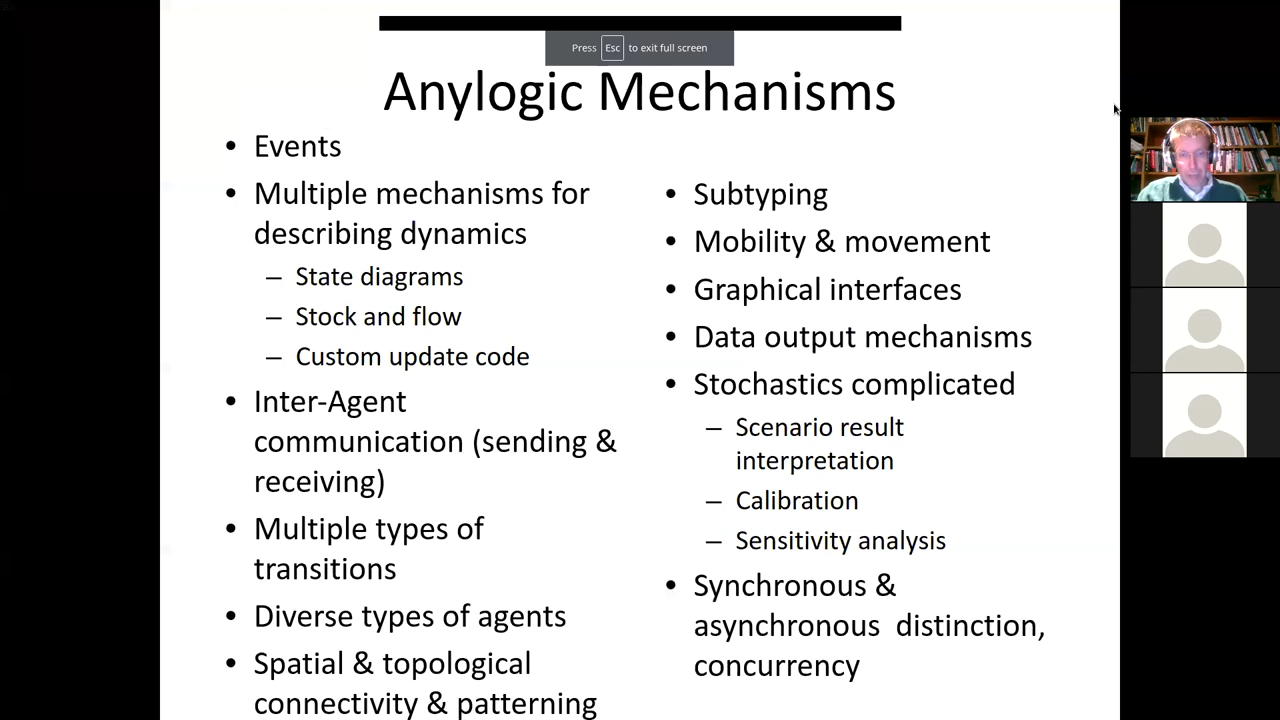 Press Esc to exit full screen
Anylogic Mechanisms
• Events
• Multiple mechanisms for
describing dynamics
– State diagrams
– Stock and flow
– Custom update code
• Inter-Agent
communication (sending &
receiving)
• Multiple types of
transitions
• Diverse types of agents
• Spatial & topological
connectivity & patterning
• Subtyping
• Mobility & movement
• Graphical interfaces
• Data output mechanisms
• Stochastics complicated
– Scenario result
interpretation
– Calibration
– Sensitivity analysis
• Synchronous &
asynchronous  distinction,
concurrency